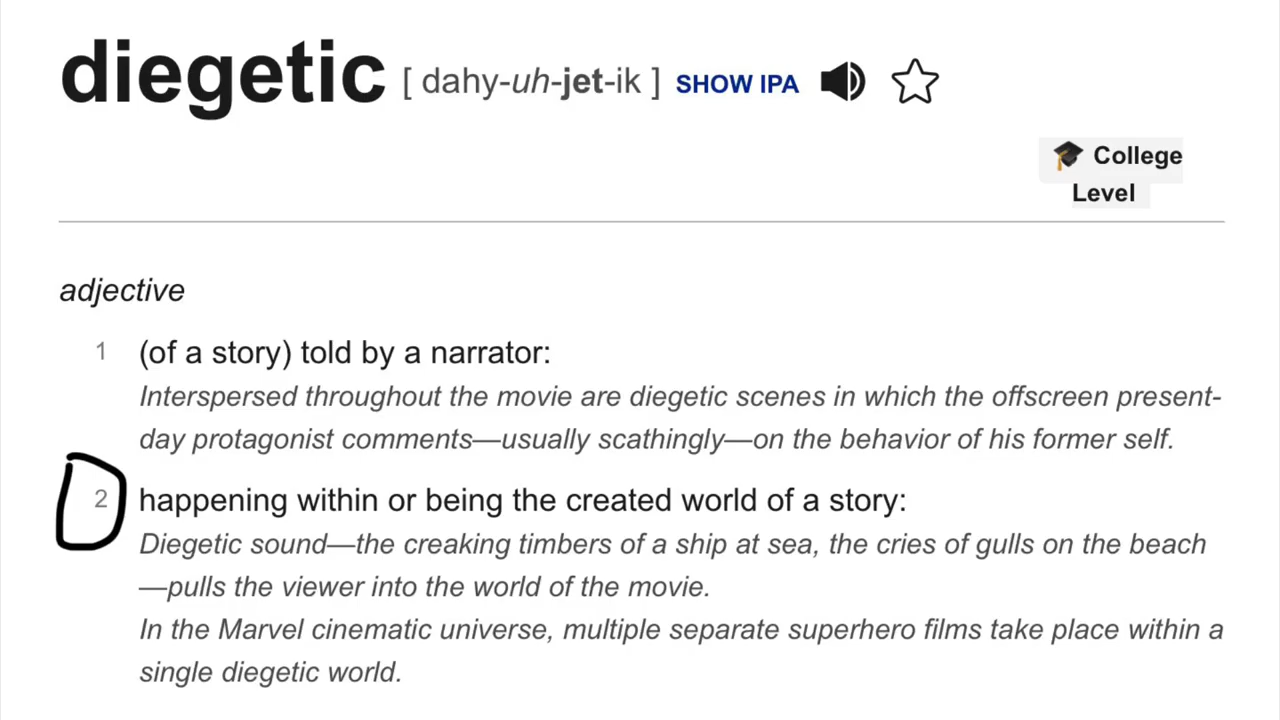 diegetic [ dahy-uh-jet-ik ] SHOW IPA
College
Level
adjective
1 (of a story) told by a narrator:
Interspersed throughout the movie are diegetic scenes in which the offscreen present-
day protagonist comments—usually scathingly—on the behavior of his former self.
2 happening within or being the created world of a story:
Diegetic sound—the creaking timbers of a ship at sea, the cries of gulls on the beach
—pulls the viewer into the world of the movie.
In the Marvel cinematic universe, multiple separate superhero films take place within a
single diegetic world.